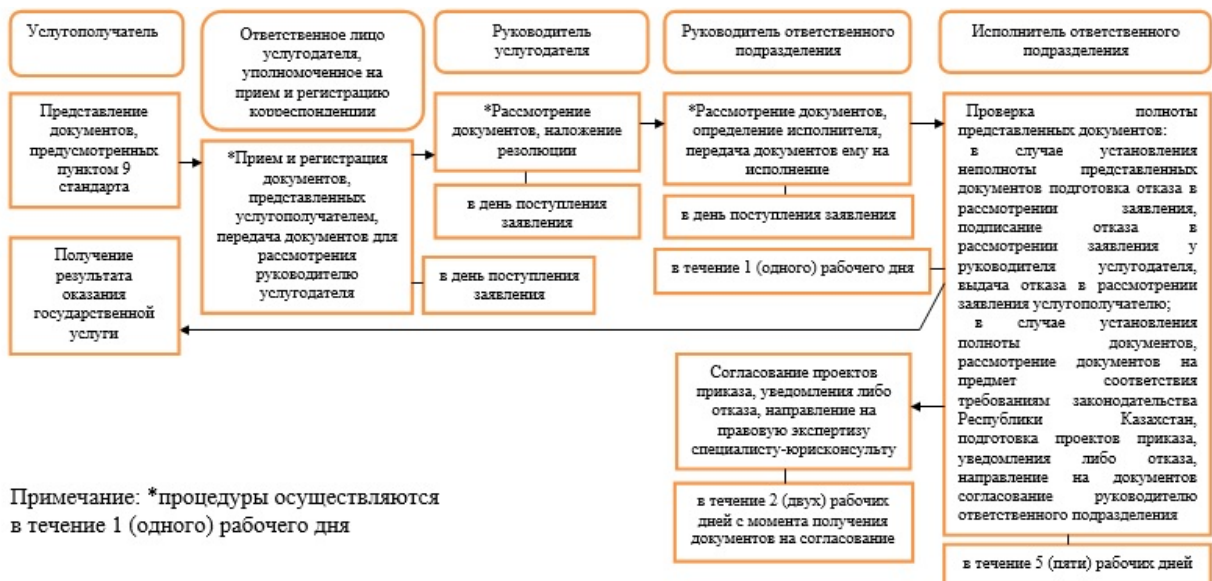 Услугополучатель
Ответственное лицо
услугодателя,
уполномоченное на
прием и регистрацию
корреспонденции
Руководитель
услугодателя
Руководитель ответственного
подразделения
Исполнитель ответственного
подразделения
Представление
документов,
предусмотренных
пунктом 9
стандарта
*Прием и регистрация
документов,
представленных
услугополучателем,
передача документов для
рассмотрения
руководителю
услугодателя
*Рассмотрение
документов, наложение
резолюции
*Рассмотрение документов,
определение исполнителя,
передача документов ему на
исполнение
Проверка полноты
представленных документов:
в случае установления
неполноты представленных
документов подготовка отказа в
рассмотрении заявления,
подписание отказа в
рассмотрении заявления у
руководителя услугодателя,
выдача отказа в рассмотрении
заявления услугополучателю;
в случае установления
полноты документов,
рассмотрение документов на
предмет соответствия
требованиям законодательства
Республики Казахстан,
подготовка проектов приказа,
уведомления либо отказа,
направление на документов
согласование руководителю
ответственного подразделения
в день поступления
заявления
в день поступления заявления
Получение
результата
оказания
государственной
услуги
в день поступления
заявления
в течение 1 (одного) рабочего дня
Согласование проектов
приказа, уведомления либо
отказа, направление на
правовую экспертизу
специалисту-юрисконсульту
в течение 2 (двух) рабочих
дней с момента получения
документов на согласование
в течение 5 (пяти) рабочих дней
Примечание: *процедуры осуществляются
в течение 1 (одного) рабочего дня